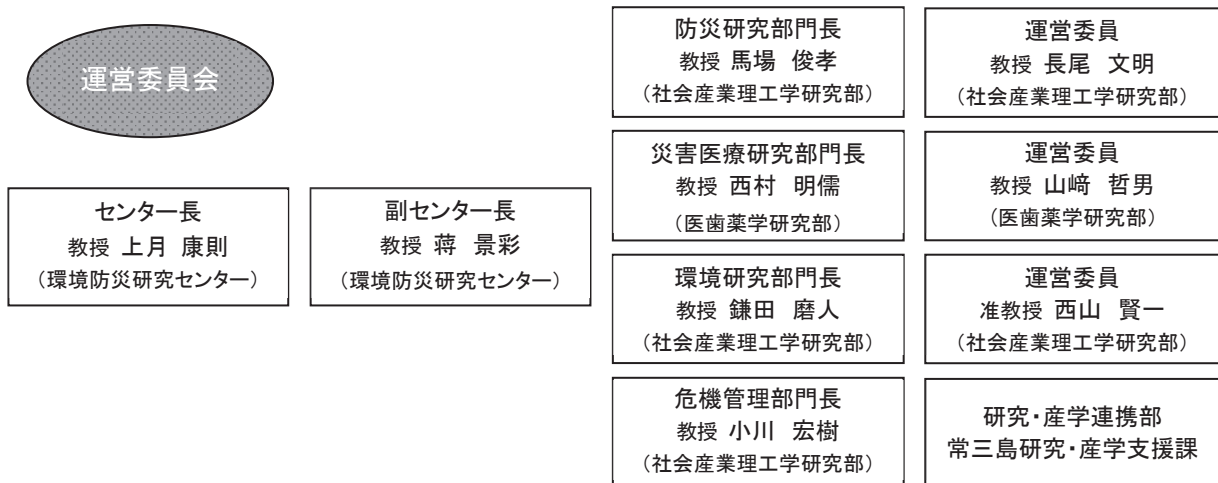 運営委員会
センター長
教授 上月 康則
(環境防災研究センター)
副センター長
教授 蒋 景彩
(環境防災研究センター)
防災研究部門長
教授 馬場 俊孝
(社会産業理工学研究部)
災害医療研究部門長
教授 西村 明儒
(医歯薬学研究部)
環境研究部門長
教授 鎌田 磨人
(社会産業理工学研究部)
危機管理部門長
教授 小川 宏樹
(社会産業理工学研究部)
運営委員
教授 長尾 文明
(社会産業理工学研究部)
運営委員
教授 山﨑 哲男
(医歯薬学研究部)
運営委員
准教授 西山 賢一
(社会産業理工学研究部)
研究・産学連携部
常三島研究・産学支援課